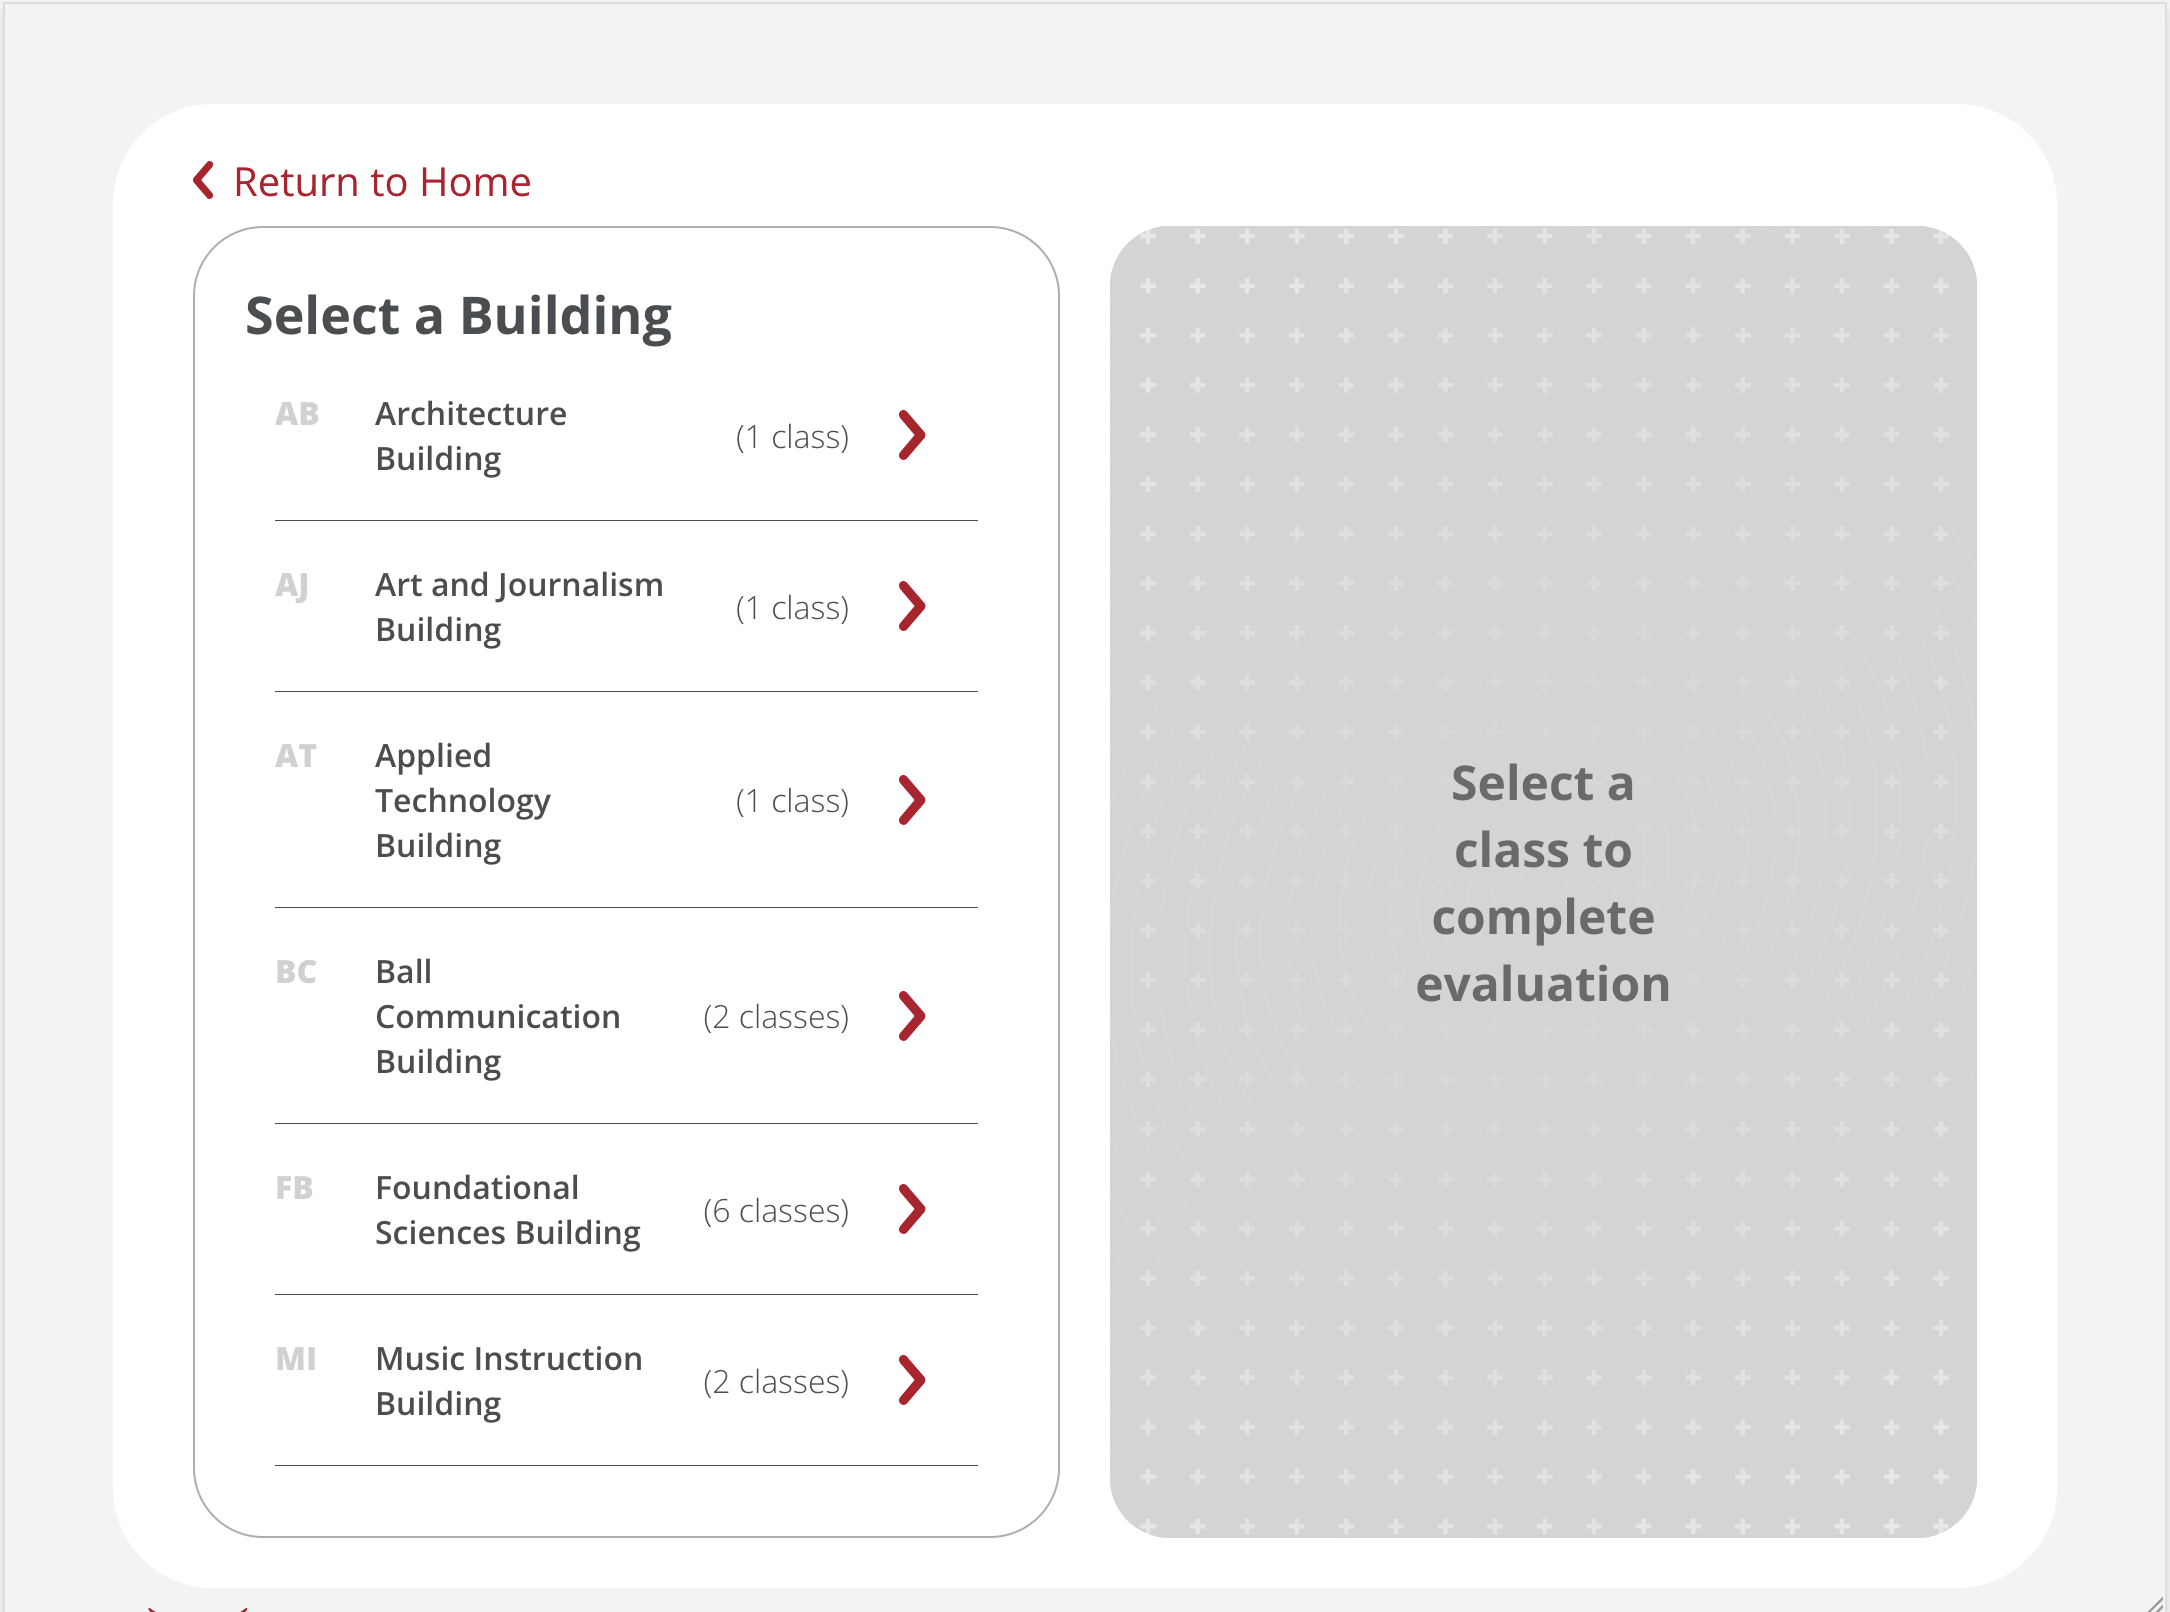 Return to Home
Select a Building
AB
Architecture
Building
(1 class)
AJ
Art and Journalism
Building
(1 class)
AT
Applied
Technology
Building
(1 class)
BC
Ball
Communication
Building
(2 classes)
FB
Foundational
Sciences Building
(6 classes)
MI
Music Instruction
Building
(2 classes)
Select a
class to
complete
evaluation